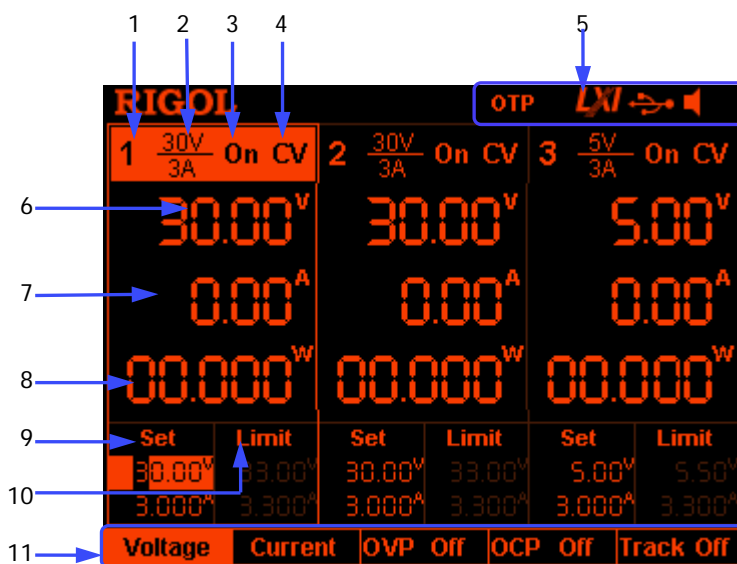 1 2 3 4 5
RIGOL OTP LXI
1 30V/3A On CV 2 30V/3A On CV 3 5V/3A On CV
6 30.00V 30.00V 5.00V
7 0.00A 0.00A 0.00A
8 00.000W 00.000W 00.000W
9 Set Limit Set Limit Set Limit
30.00V 33.00V 30.00V 33.00V 5.00V 5.50V
10 3.000A 3.300A 3.000A 3.300A 3.000A 3.300A
11 Voltage Current OVP Off OCP Off Track Off